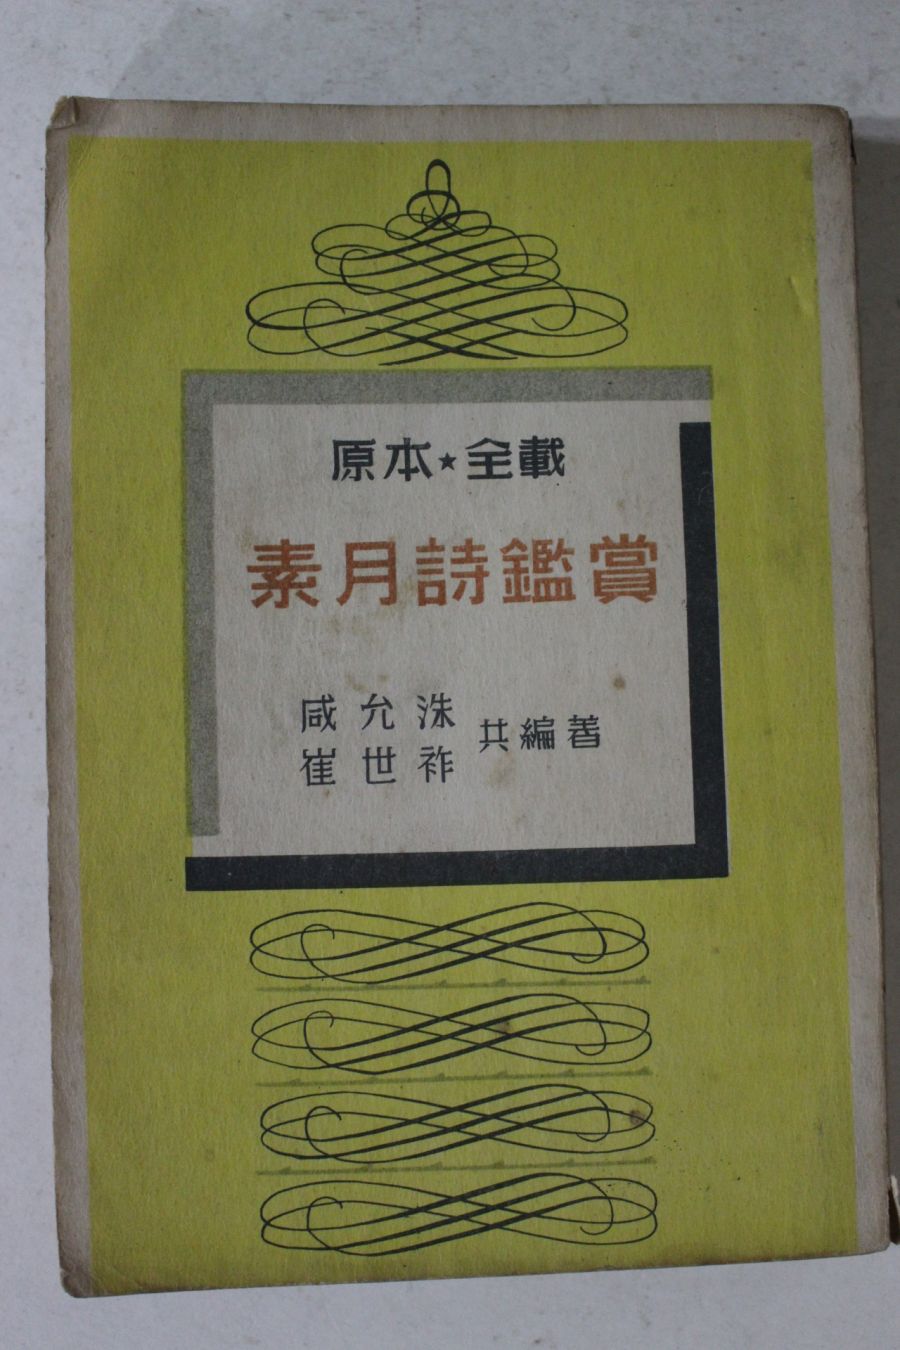 原本★全載
素月詩鑑賞
咸允洙
崔世祚
共編著